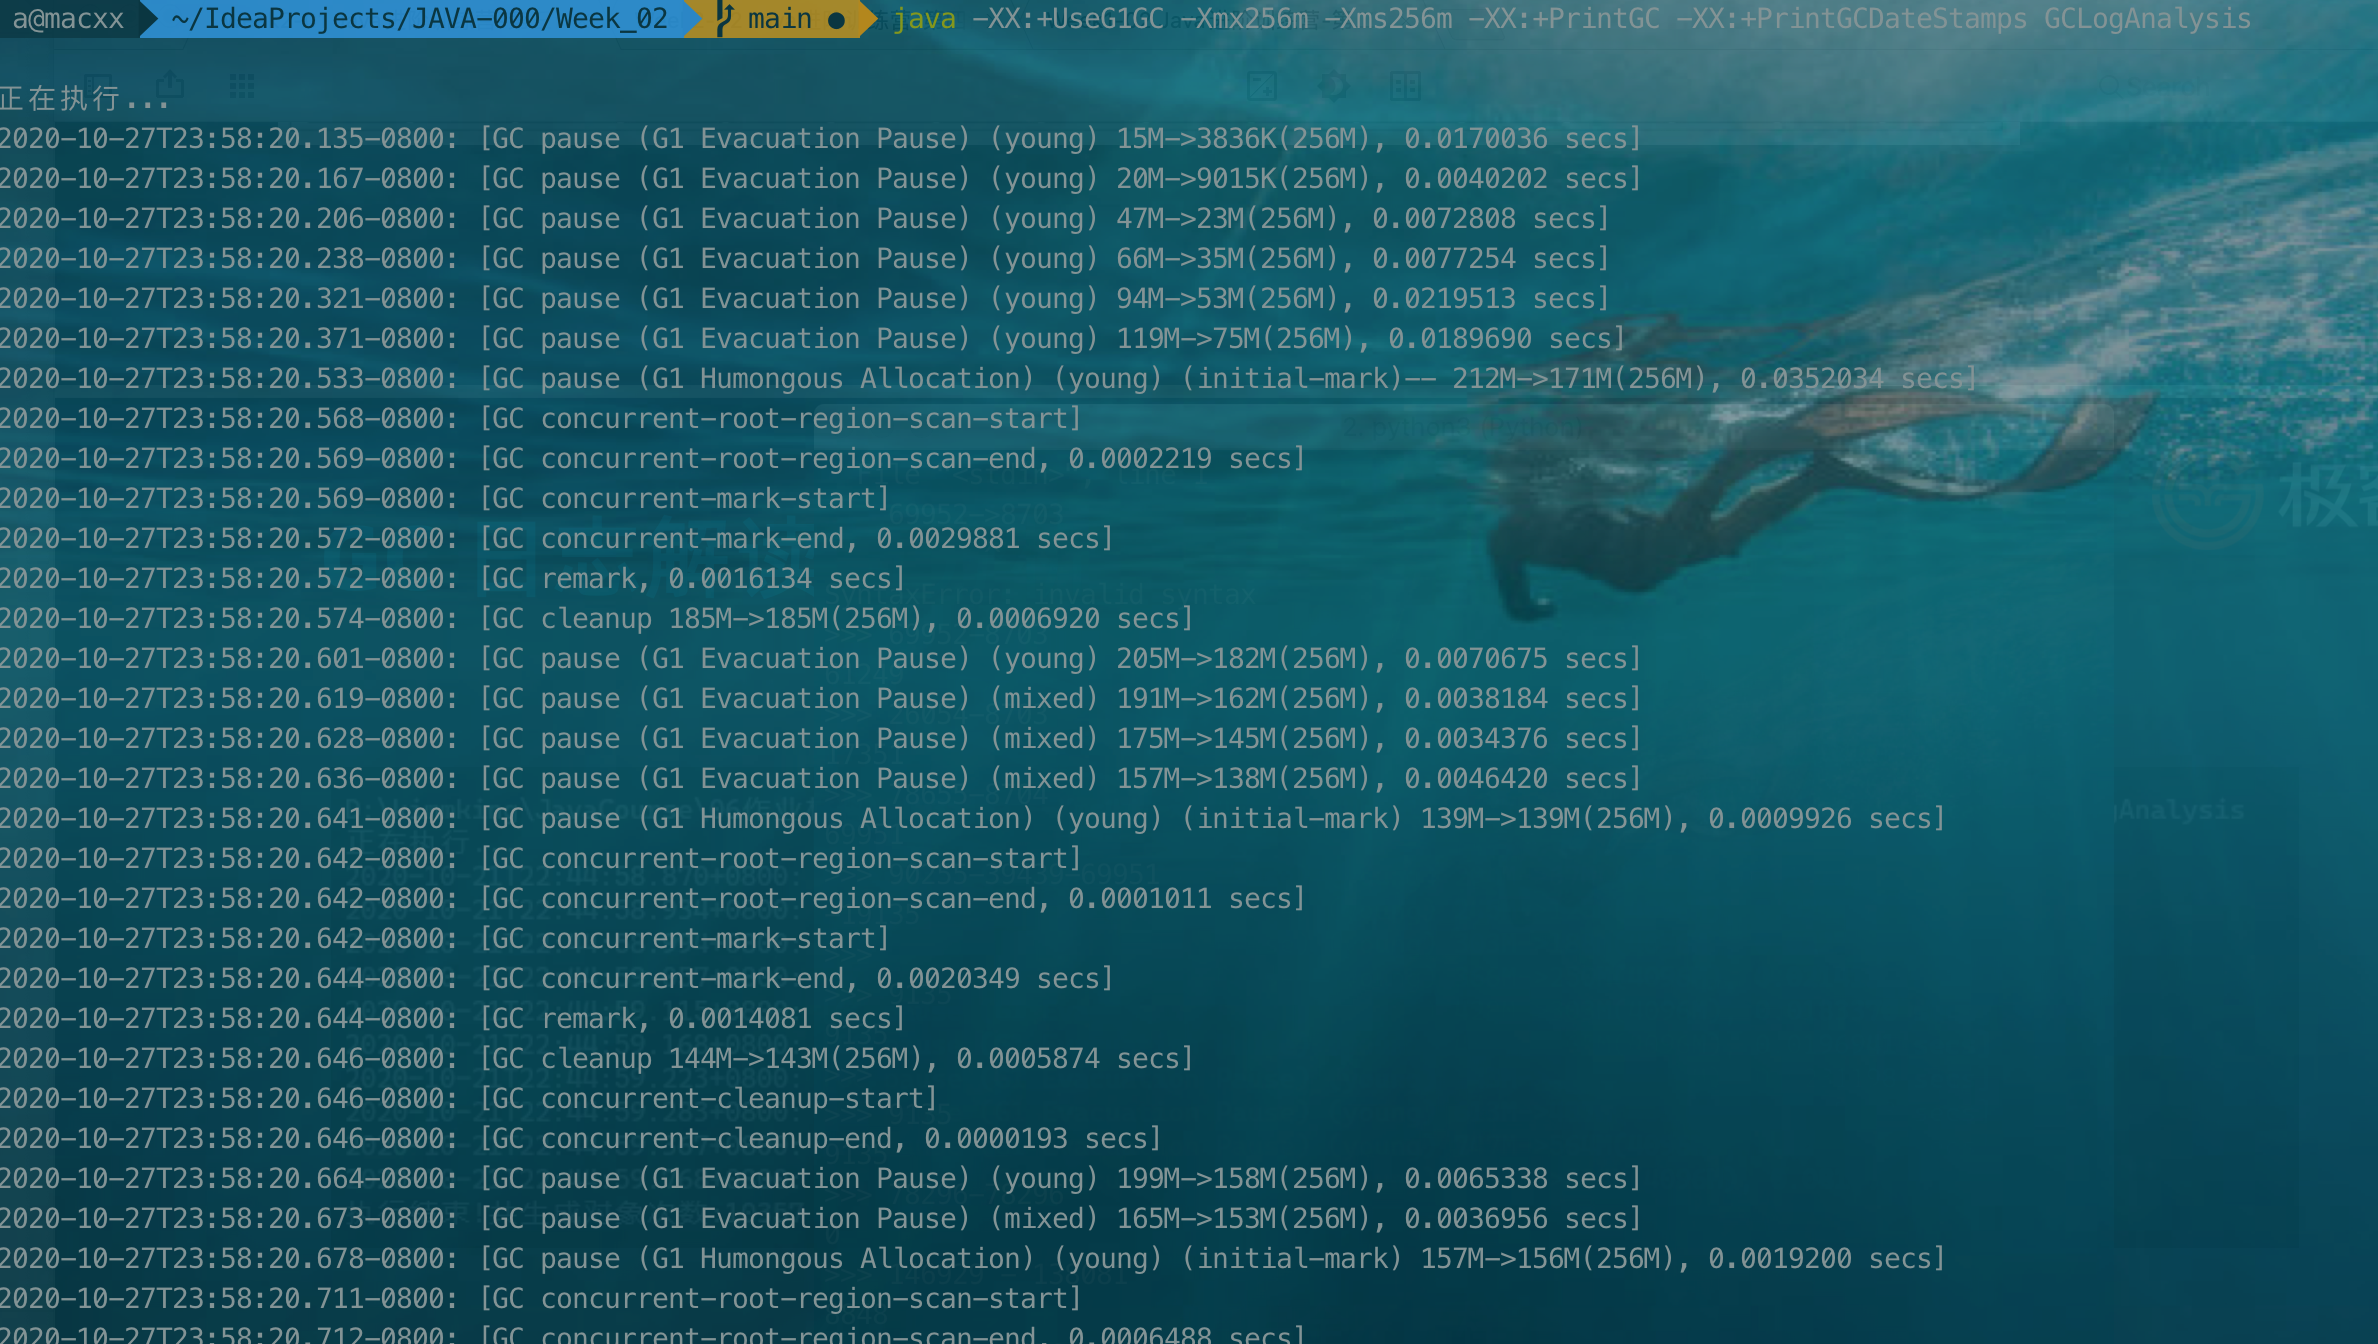 a@macxx ~/IdeaProjects/JAVA-000/Week_02 main ● java -XX:+UseG1GC -Xmx256m -Xms256m -XX:+PrintGC -XX:+PrintGCDateStamps GCLogAnalysis
正在执行...
2020-10-27T23:58:20.135-0800: [GC pause (G1 Evacuation Pause) (young) 15M->3836K(256M), 0.0170036 secs]
2020-10-27T23:58:20.167-0800: [GC pause (G1 Evacuation Pause) (young) 20M->9015K(256M), 0.0040202 secs]
2020-10-27T23:58:20.206-0800: [GC pause (G1 Evacuation Pause) (young) 47M->23M(256M), 0.0072808 secs]
2020-10-27T23:58:20.238-0800: [GC pause (G1 Evacuation Pause) (young) 66M->35M(256M), 0.0077254 secs]
2020-10-27T23:58:20.321-0800: [GC pause (G1 Evacuation Pause) (young) 94M->53M(256M), 0.0219513 secs]
2020-10-27T23:58:20.371-0800: [GC pause (G1 Evacuation Pause) (young) 119M->75M(256M), 0.0189690 secs]
2020-10-27T23:58:20.533-0800: [GC pause (G1 Humongous Allocation) (young) (initial-mark)-- 212M->171M(256M), 0.0352034 secs]
2020-10-27T23:58:20.568-0800: [GC concurrent-root-region-scan-start]
2020-10-27T23:58:20.569-0800: [GC concurrent-root-region-scan-end, 0.0002219 secs]
2020-10-27T23:58:20.569-0800: [GC concurrent-mark-start]
2020-10-27T23:58:20.572-0800: [GC concurrent-mark-end, 0.0029881 secs]
2020-10-27T23:58:20.572-0800: [GC remark, 0.0016134 secs]
2020-10-27T23:58:20.574-0800: [GC cleanup 185M->185M(256M), 0.0006920 secs]
2020-10-27T23:58:20.601-0800: [GC pause (G1 Evacuation Pause) (young) 205M->182M(256M), 0.0070675 secs]
2020-10-27T23:58:20.619-0800: [GC pause (G1 Evacuation Pause) (mixed) 191M->162M(256M), 0.0038184 secs]
2020-10-27T23:58:20.628-0800: [GC pause (G1 Evacuation Pause) (mixed) 175M->145M(256M), 0.0034376 secs]
2020-10-27T23:58:20.636-0800: [GC pause (G1 Evacuation Pause) (mixed) 157M->138M(256M), 0.0046420 secs]
2020-10-27T23:58:20.641-0800: [GC pause (G1 Humongous Allocation) (young) (initial-mark) 139M->139M(256M), 0.0009926 secs]
2020-10-27T23:58:20.642-0800: [GC concurrent-root-region-scan-start]
2020-10-27T23:58:20.642-0800: [GC concurrent-root-region-scan-end, 0.0001011 secs]
2020-10-27T23:58:20.642-0800: [GC concurrent-mark-start]
2020-10-27T23:58:20.644-0800: [GC concurrent-mark-end, 0.0020349 secs]
2020-10-27T23:58:20.644-0800: [GC remark, 0.0014081 secs]
2020-10-27T23:58:20.646-0800: [GC cleanup 144M->143M(256M), 0.0005874 secs]
2020-10-27T23:58:20.646-0800: [GC concurrent-cleanup-start]
2020-10-27T23:58:20.646-0800: [GC concurrent-cleanup-end, 0.0000193 secs]
2020-10-27T23:58:20.664-0800: [GC pause (G1 Evacuation Pause) (young) 199M->158M(256M), 0.0065338 secs]
2020-10-27T23:58:20.673-0800: [GC pause (G1 Evacuation Pause) (mixed) 165M->153M(256M), 0.0036956 secs]
2020-10-27T23:58:20.678-0800: [GC pause (G1 Humongous Allocation) (young) (initial-mark) 157M->156M(256M), 0.0019200 secs]
2020-10-27T23:58:20.711-0800: [GC concurrent-root-region-scan-start]
2020-10-27T23:58:20.712-0800: [GC concurrent-root-region-scan-end, 0.0006488 secs]